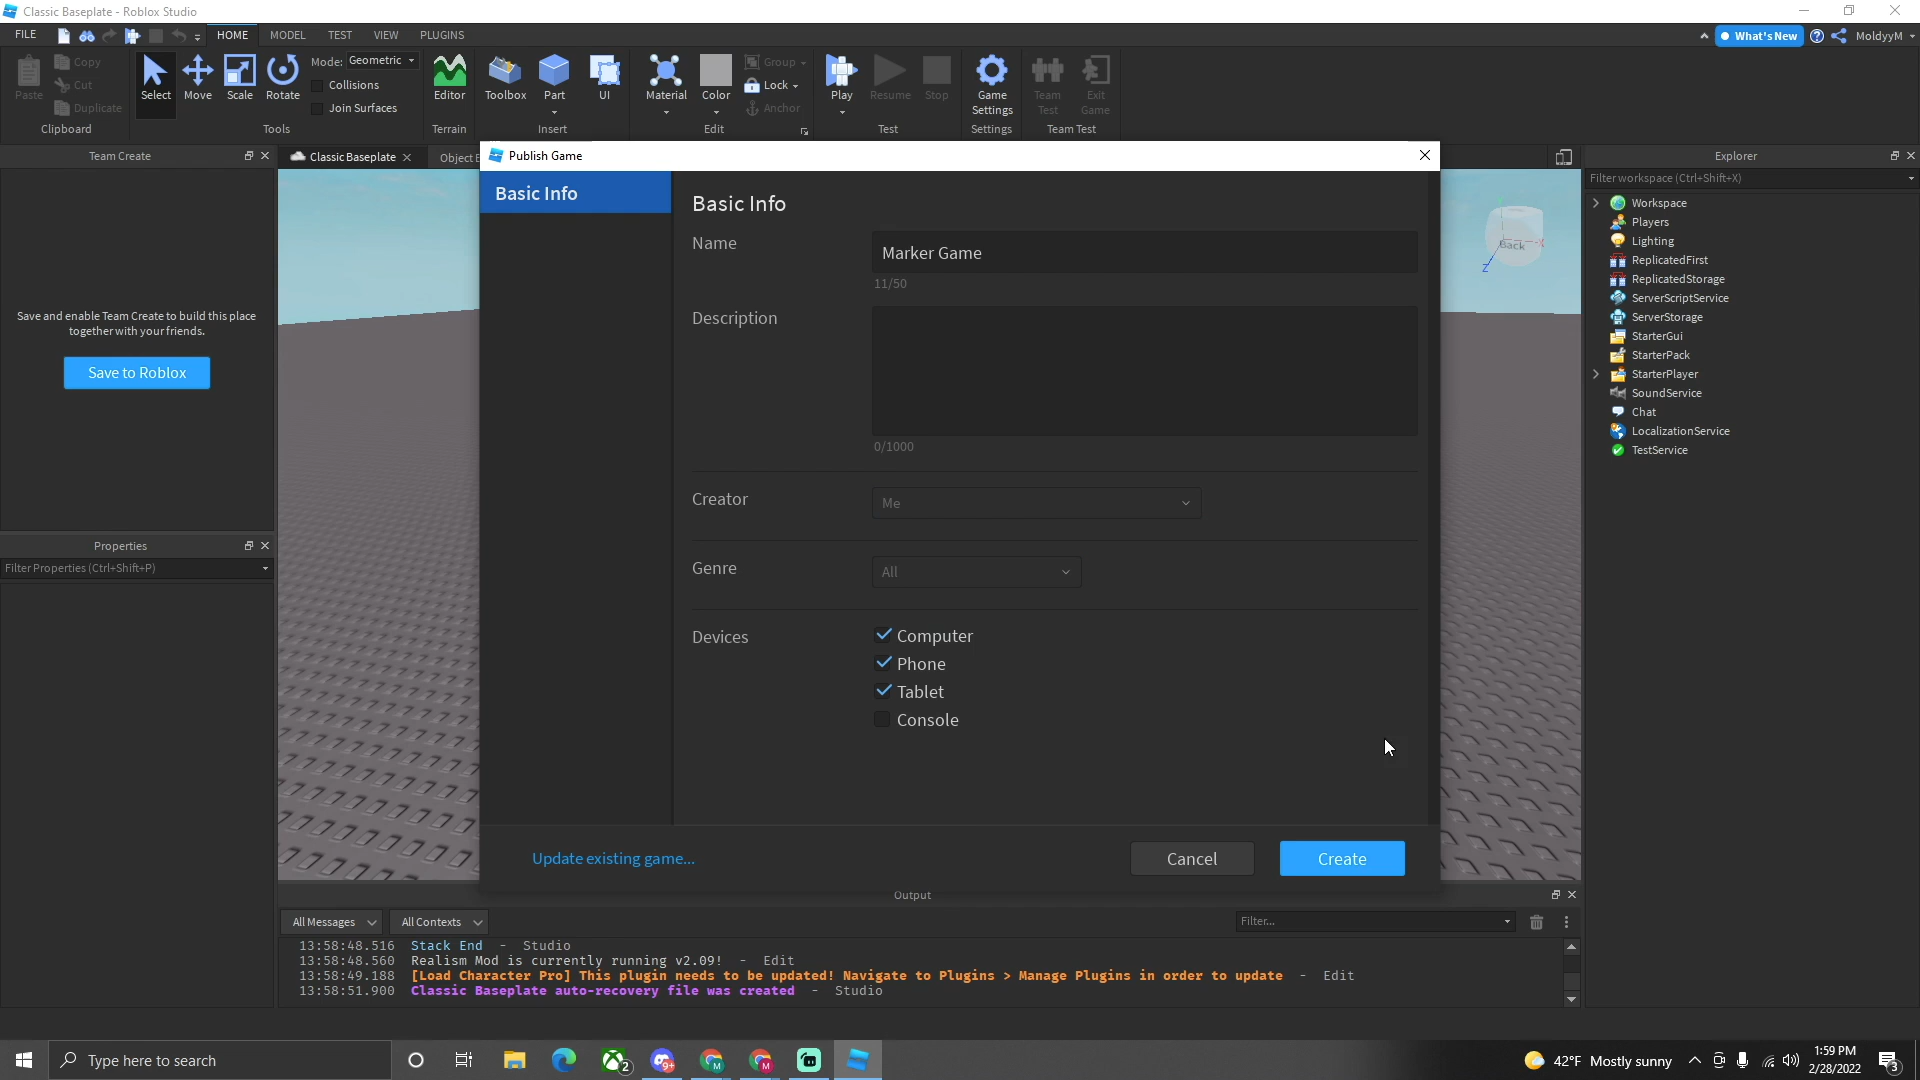 Classic Baseplate - Roblox Studio
FILE
HOME
MODEL
TEST
VIEW
PLUGINS
What's New
MoldyyM
Paste
Copy
Cut
Duplicate
Clipboard
Select
Move
Scale
Rotate
Mode: Geometric
Collisions
Join Surfaces
Tools
Editor
Terrain
Toolbox
Part
UI
Insert
Material
Color
Group
Lock
Anchor
Edit
Play
Resume
Stop
Test
Game
Settings
Settings
Team
Test
Exit
Game
Team Test
Team Create
Save and enable Team Create to build this place
together with your friends.
Save to Roblox
Properties
Filter Properties (Ctrl+Shift+P)
Classic Baseplate
Object
Publish Game
Basic Info
Basic Info
Name
Marker Game
11/50
Description
0/1000
Creator
Me
Genre
All
Devices
Computer
Phone
Tablet
Console
Update existing game...
Cancel
Create
Back
X
Z
Explorer
Filter workspace (Ctrl+Shift+X)
Workspace
Players
Lighting
ReplicatedFirst
ReplicatedStorage
ServerScriptService
ServerStorage
StarterGui
StarterPack
StarterPlayer
SoundService
Chat
LocalizationService
TestService
Output
All Messages
All Contexts
Filter...
13:58:48.516 Stack End - Studio
13:58:48.560 Realism Mod is currently running v2.09! - Edit
13:58:49.188 [Load Character Pro] This plugin needs to be updated! Navigate to Plugins > Manage Plugins in order to update - Edit
13:58:51.900 Classic Baseplate auto-recovery file was created - Studio
Type here to search
2
9+
M
M
42°F Mostly sunny
1:59 PM
2/28/2022
3